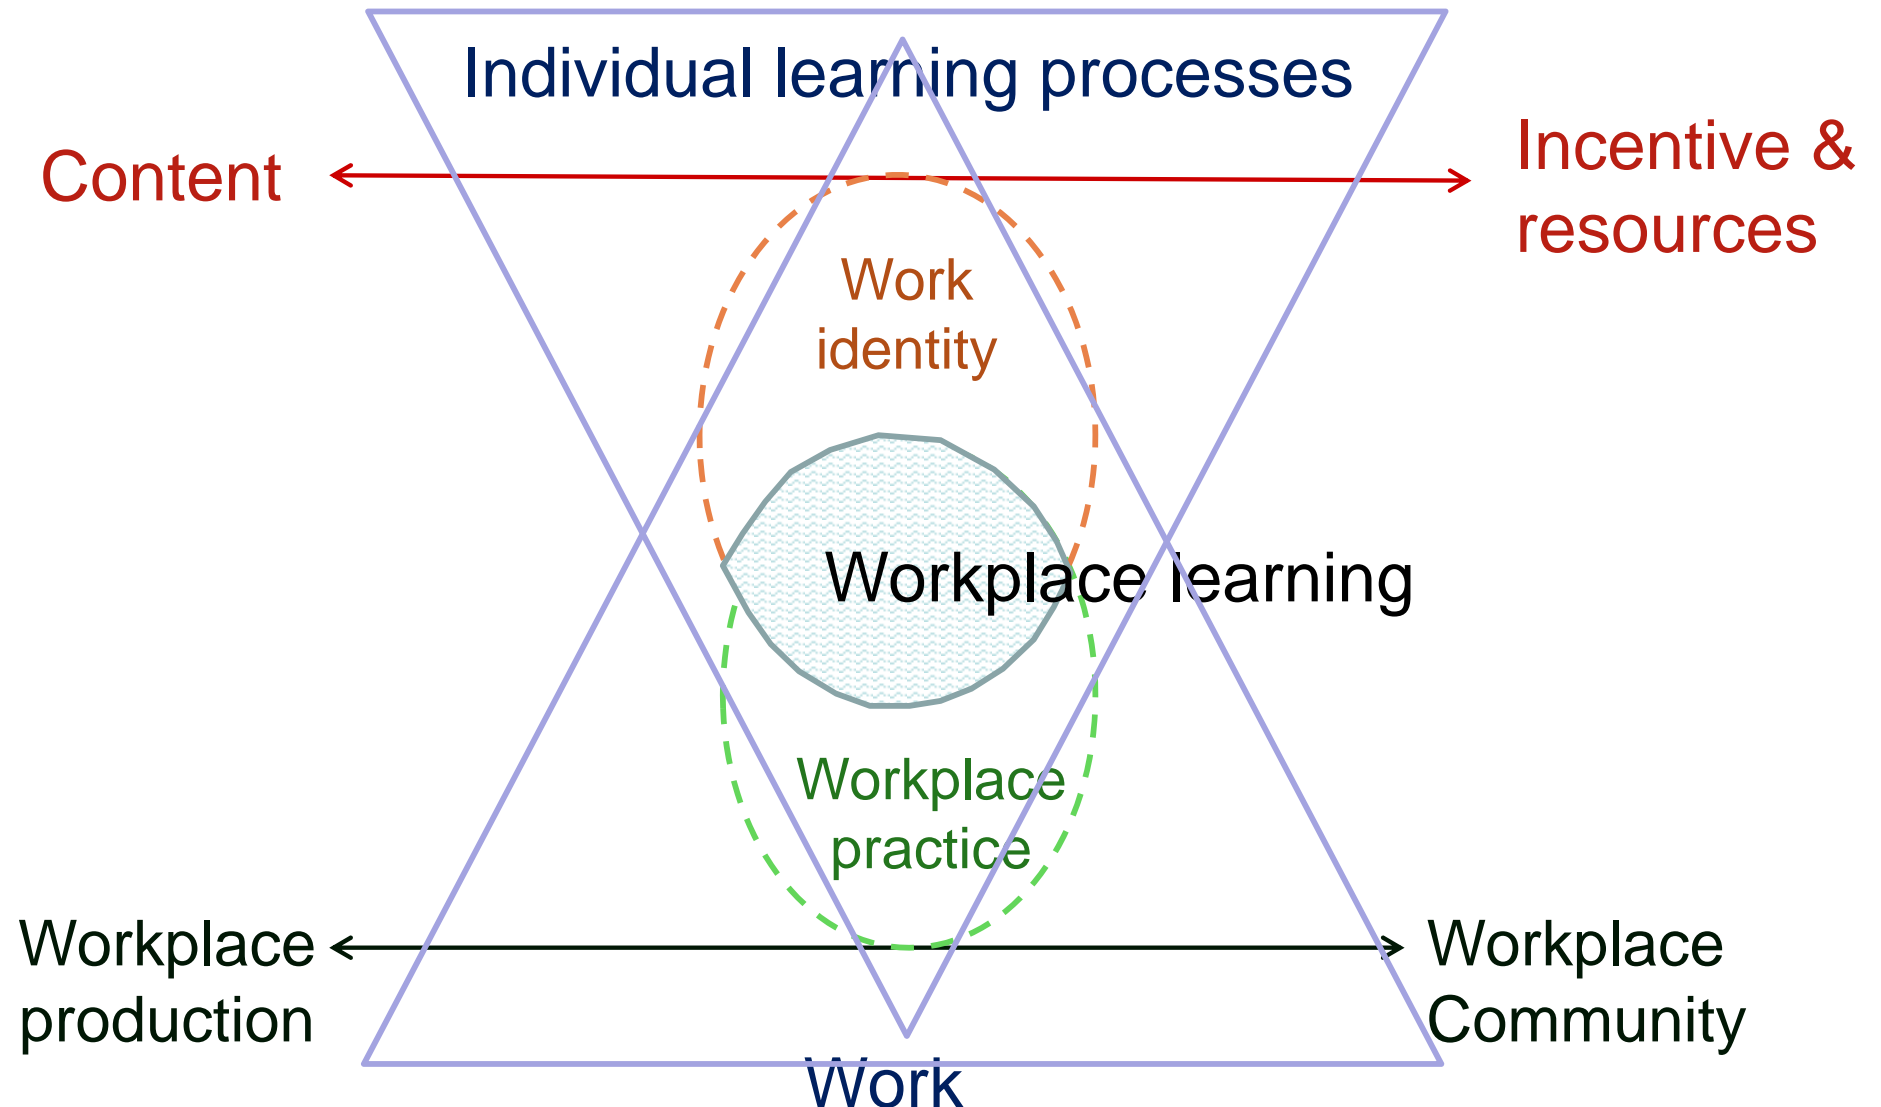 Individual learning processes
Content
Incentive &
resources
Work
identity
Workplace learning
Workplace
practice
Workplace
production
Workplace
Community
Work